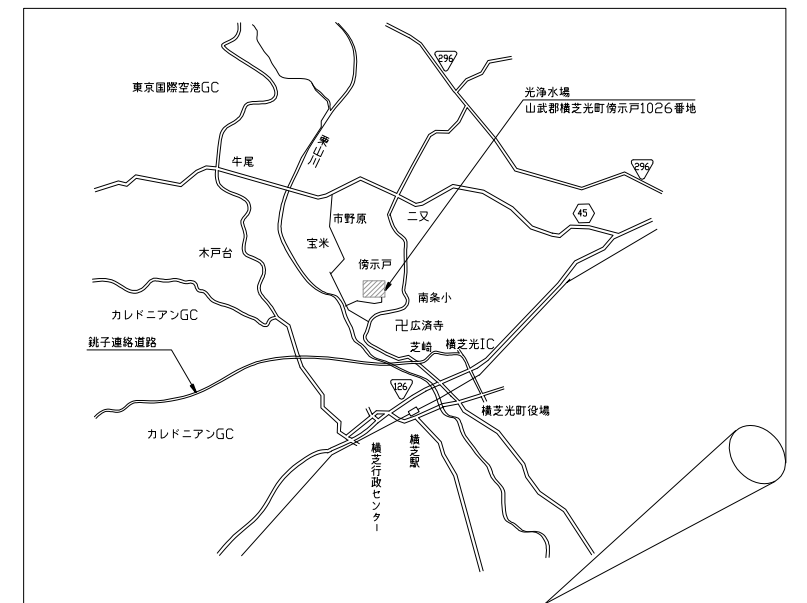 296
東京国際空港GC
光浄水場
山武郡横芝光町傍示戸1026番地
牛尾
296
市野原
二又
45
宝米
木戸台
傍示戸
南条小
カレドニアンGC
卍広済寺
芝崎
横芝光IC
銚子連絡道路
126
横芝光町役場
カレドニアンGC
横芝行政センター
横芝駅